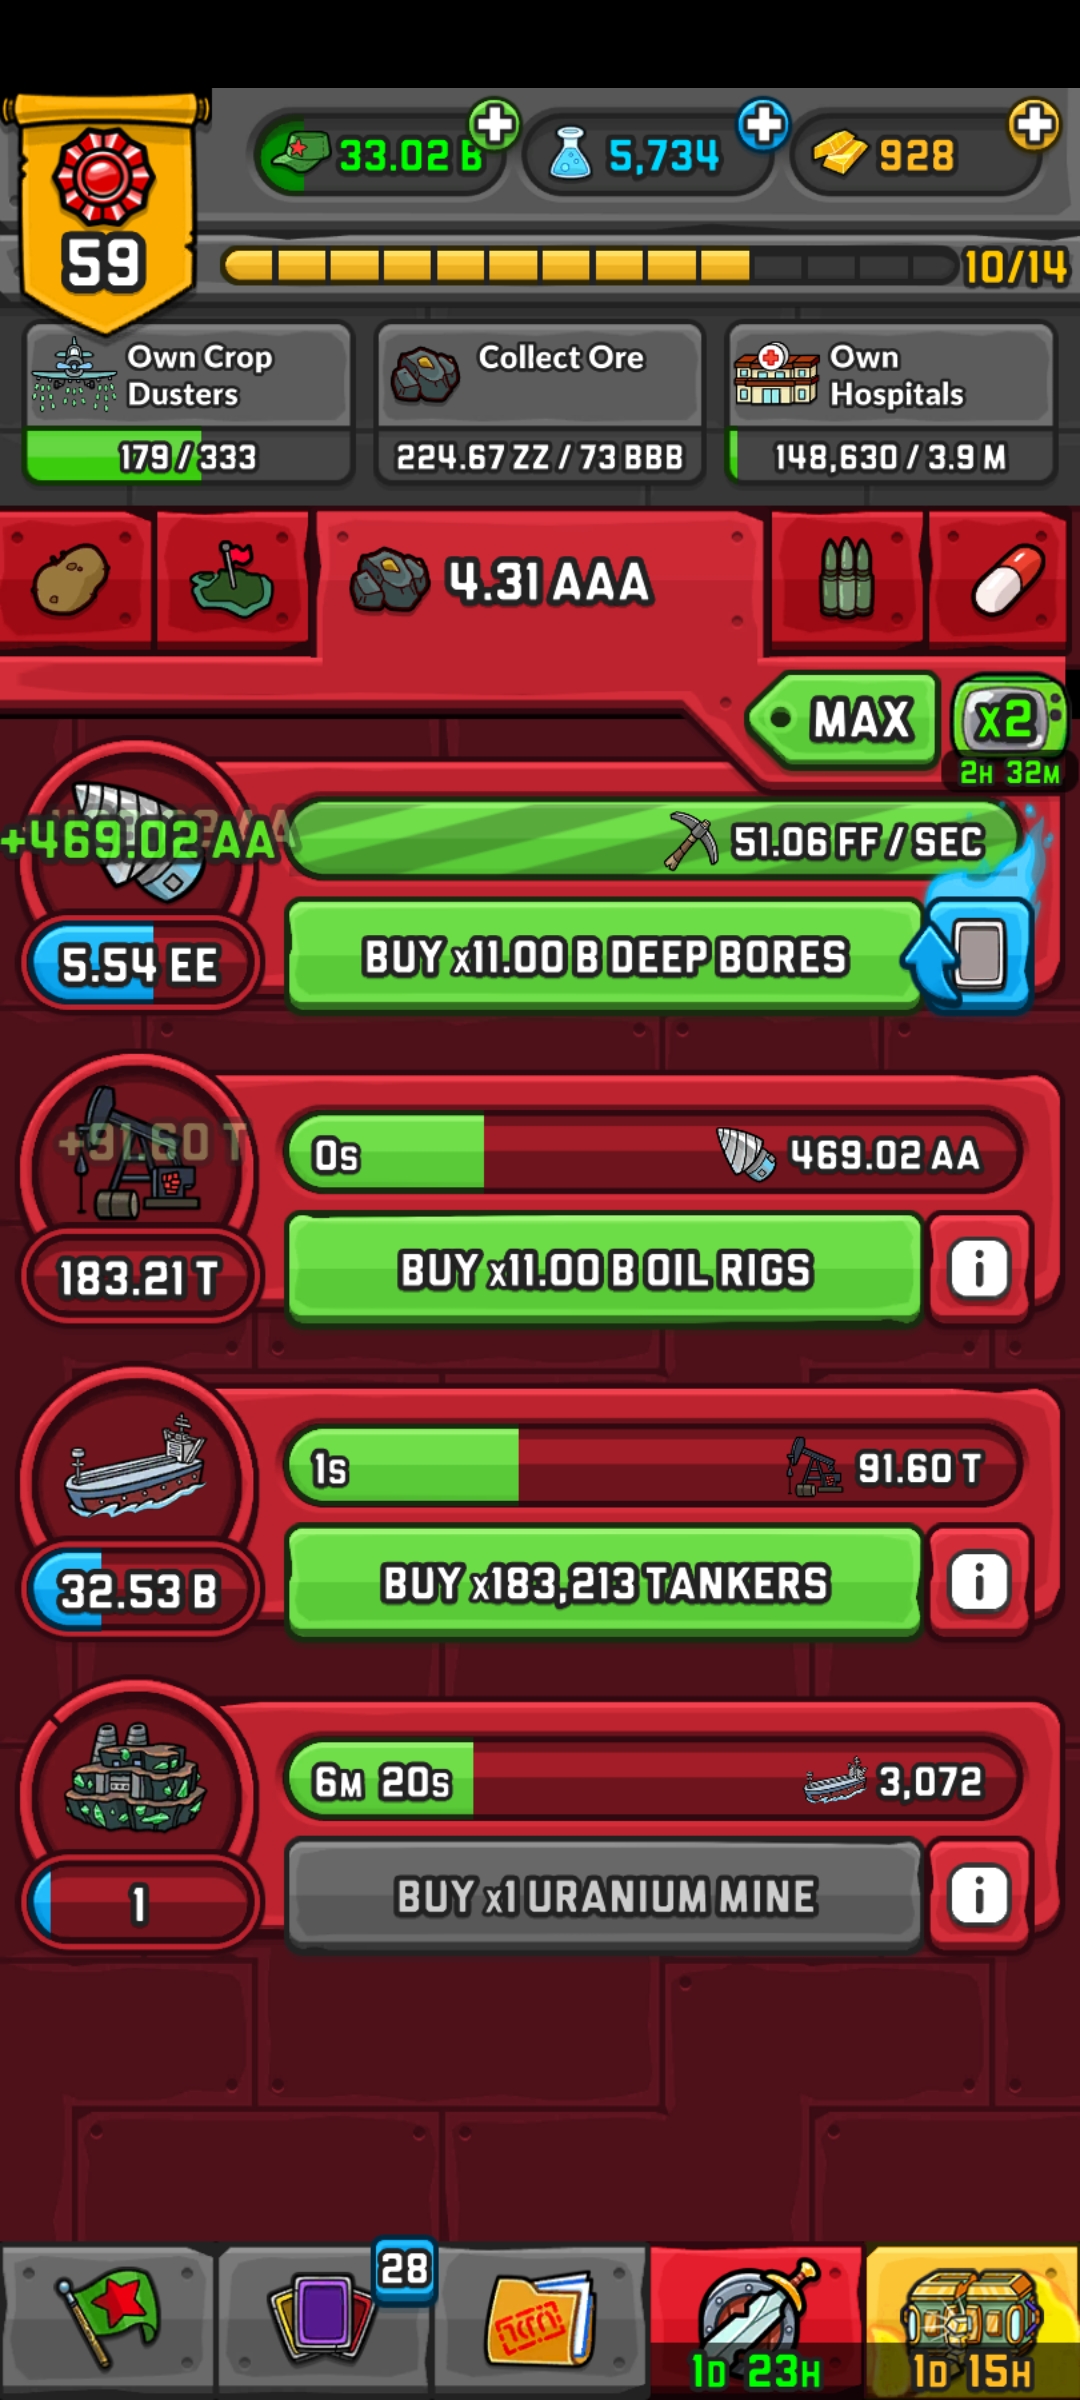 33.02 B
5,734
928
59
10/14
Own Crop
Dusters
Collect Ore
Own
Hospitals
179 / 333
224.67 ZZ / 73 BBB
148,630 / 3.9 M
4.31 AAA
MAX
x2
2H 32M
+469.02 AA
51.06 FF / SEC
5.54 EE
BUY x11.00 B DEEP BORES
+91.60 T
0s
469.02 AA
183.21 T
BUY x11.00 B OIL RIGS
i
1s
91.60 T
32.53 B
BUY x183,213 TANKERS
i
6M 20s
3,072
1
BUY x1 URANIUM MINE
i
28
1D 23H
1D 15H